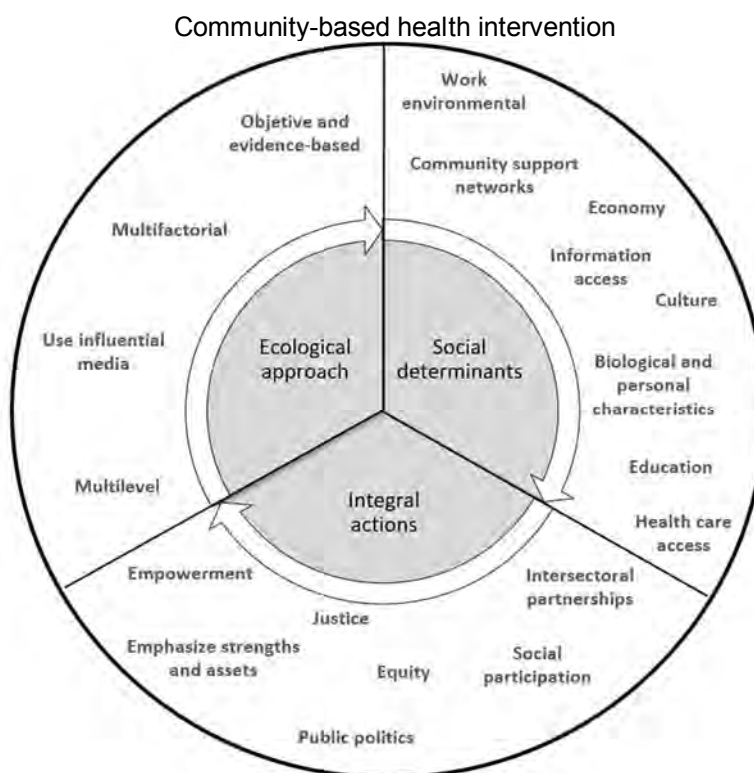 Community-based health intervention
Objetive and
evidence-based
Multifactorial
Use influential
media
Multilevel
Ecological
approach
Work
environmental
Community support
networks
Economy
Information
access
Culture
Biological and
personal
characteristics
Education
Health care
access
Social
determinants
Integral
actions
Empowerment
Intersectoral
partnerships
Justice
Emphasize strengths
and assets
Equity
Social
participation
Public politics